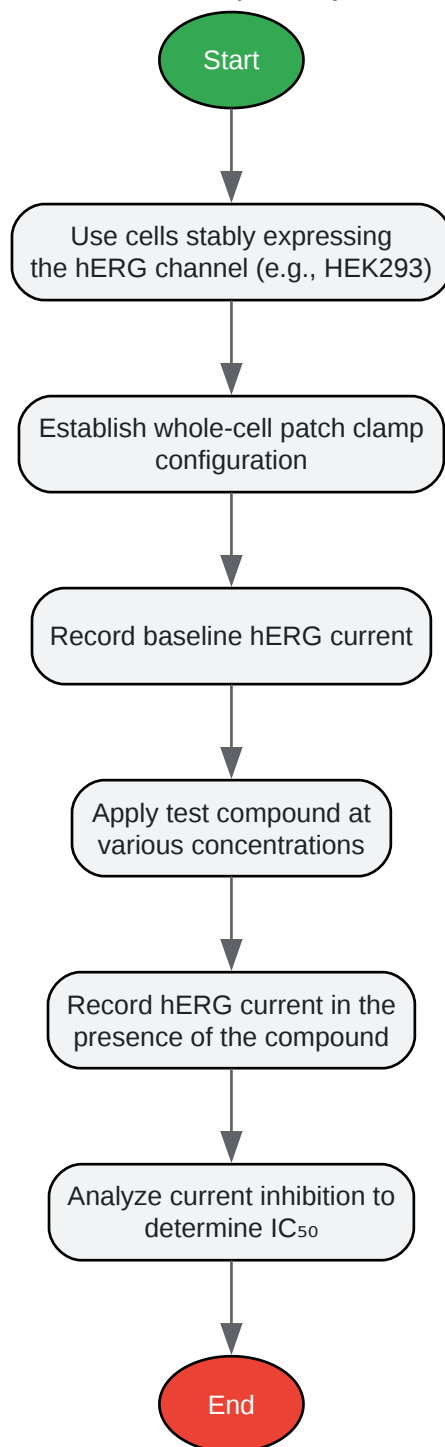 Start
Use cells stably expressing
the hERG channel (e.g., HEK293)
Establish whole-cell patch clamp
configuration
Record baseline hERG current
Apply test compound at
various concentrations
Record hERG current in the
presence of the compound
Analyze current inhibition to
determine IC₅₀
End